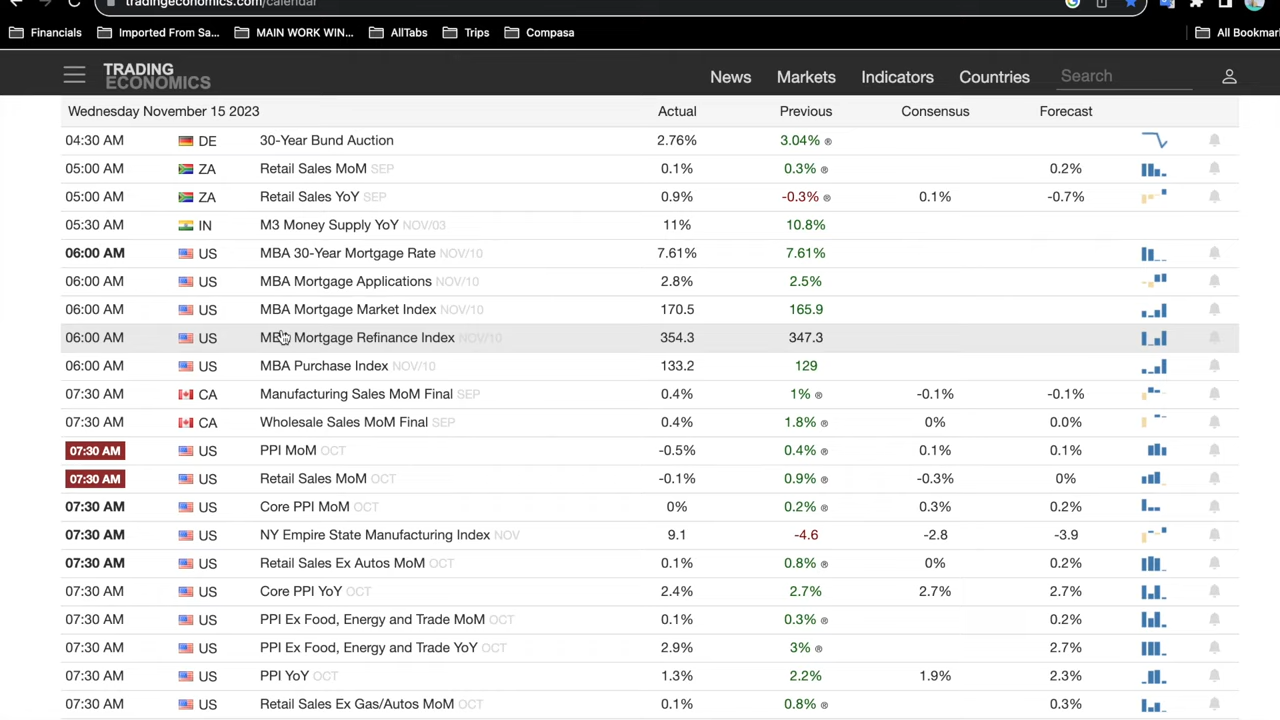 tradingeconomics.com/calendar
Financials Imported From Sa... MAIN WORK WIN... AllTabs Trips Compasa All Bookmar
TRADING
ECONOMICS
News Markets Indicators Countries Search
Wednesday November 15 2023 Actual Previous Consensus Forecast
04:30 AM DE 30-Year Bund Auction 2.76% 3.04% ®
05:00 AM ZA Retail Sales MoM SEP 0.1% 0.3% ® 0.2%
05:00 AM ZA Retail Sales YoY SEP 0.9% -0.3% ® 0.1% -0.7%
05:30 AM IN M3 Money Supply YoY NOV/03 11% 10.8%
06:00 AM US MBA 30-Year Mortgage Rate NOV/10 7.61% 7.61%
06:00 AM US MBA Mortgage Applications NOV/10 2.8% 2.5%
06:00 AM US MBA Mortgage Market Index NOV/10 170.5 165.9
06:00 AM US MBA Mortgage Refinance Index NOV/10 354.3 347.3
06:00 AM US MBA Purchase Index NOV/10 133.2 129
07:30 AM CA Manufacturing Sales MoM Final SEP 0.4% 1% ® -0.1% -0.1%
07:30 AM CA Wholesale Sales MoM Final SEP 0.4% 1.8% ® 0% 0.0%
07:30 AM US PPI MoM OCT -0.5% 0.4% ® 0.1% 0.1%
07:30 AM US Retail Sales MoM OCT -0.1% 0.9% ® -0.3% 0%
07:30 AM US Core PPI MoM OCT 0% 0.2% ® 0.3% 0.2%
07:30 AM US NY Empire State Manufacturing Index NOV 9.1 -4.6 -2.8 -3.9
07:30 AM US Retail Sales Ex Autos MoM OCT 0.1% 0.8% ® 0% 0.2%
07:30 AM US Core PPI YoY OCT 2.4% 2.7% 2.7% 2.7%
07:30 AM US PPI Ex Food, Energy and Trade MoM OCT 0.1% 0.3% ® 0.2%
07:30 AM US PPI Ex Food, Energy and Trade YoY OCT 2.9% 3% ® 2.7%
07:30 AM US PPI YoY OCT 1.3% 2.2% 1.9% 2.3%
07:30 AM US Retail Sales Ex Gas/Autos MoM OCT 0.1% 0.8% ® 0.3%